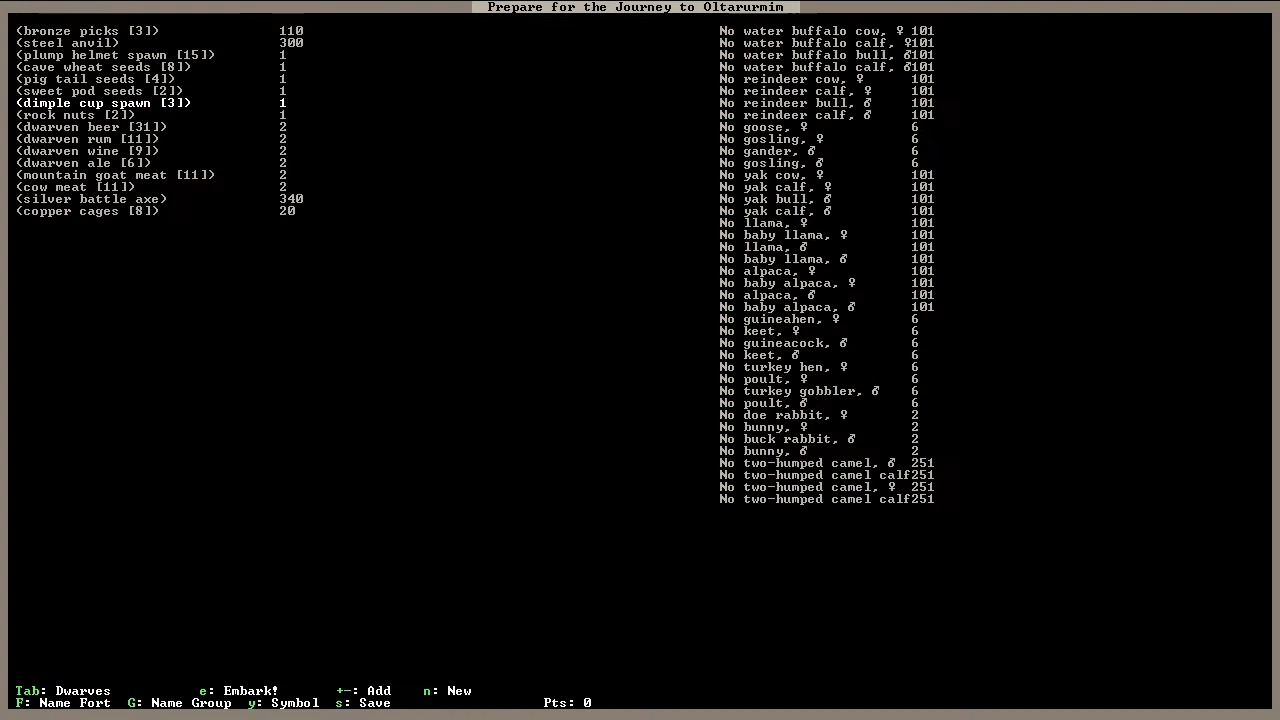 Prepare for the Journey to Oltarurmim
(bronze picks [3]) 110
(steel anvil) 300
(plump helmet spawn [15]) 1
(cave wheat seeds [8]) 1
(pig tail seeds [4]) 1
(sweet pod seeds [2]) 1
(dimple cup spawn [3]) 1
(rock nuts [2]) 1
(dwarven beer [31]) 2
(dwarven rum [11]) 2
(dwarven wine [9]) 2
(dwarven ale [6]) 2
(mountain goat meat [11]) 2
(cow meat [11]) 2
(silver battle axe) 340
(copper cages [8]) 20
No water buffalo cow, ♀ 101
No water buffalo calf, ♀101
No water buffalo bull, ♂101
No water buffalo calf, ♂101
No reindeer cow, ♀ 101
No reindeer calf, ♀ 101
No reindeer bull, ♂ 101
No reindeer calf, ♂ 101
No goose, ♀ 6
No gosling, ♀ 6
No gander, ♂ 6
No gosling, ♂ 6
No yak cow, ♀ 101
No yak calf, ♀ 101
No yak bull, ♂ 101
No yak calf, ♂ 101
No llama, ♀ 101
No baby llama, ♀ 101
No llama, ♂ 101
No baby llama, ♂ 101
No alpaca, ♀ 101
No baby alpaca, ♀ 101
No alpaca, ♂ 101
No baby alpaca, ♂ 101
No guineahen, ♀ 6
No keet, ♀ 6
No guineacock, ♂ 6
No keet, ♂ 6
No turkey hen, ♀ 6
No poult, ♀ 6
No turkey gobbler, ♂ 6
No poult, ♂ 6
No doe rabbit, ♀ 2
No bunny, ♀ 2
No buck rabbit, ♂ 2
No bunny, ♂ 2
No two-humped camel, ♂ 251
No two-humped camel calf251
No two-humped camel, ♀ 251
No two-humped camel calf251
Tab: Dwarves e: Embark! +-: Add n: New
F: Name Fort G: Name Group y: Symbol s: Save Pts: 0